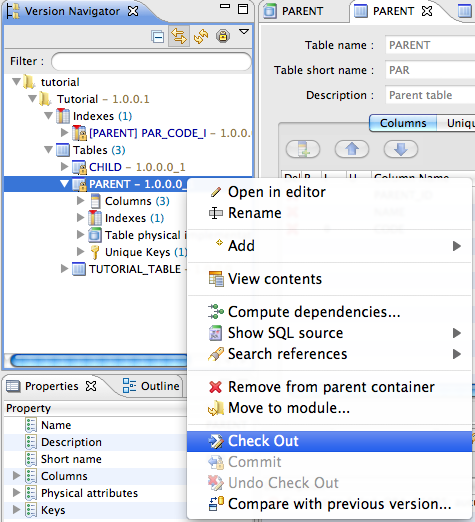 Version Navigator
Filter :
tutorial
Tutorial – 1.0.0.1
Indexes (1)
[PARENT] PAR_CODE_I – 1.0.0
Tables (3)
CHILD – 1.0.0.0_1
PARENT – 1.0.0.0_
Columns (3)
Indexes (1)
Table physical i
Unique Keys (1)
TUTORIAL_TABLE –
PARENT
PARENT
Table name :
PARENT
Table short name :
PAR
Description :
Parent table
Columns
Uniqu
Column Name
Open in editor
Rename
Add
View contents
Compute dependencies...
Show SQL source
Search references
Remove from parent container
Move to module...
Check Out
Commit
Undo Check Out
Compare with previous version...
Properties
Outline
Property
Name
Description
Short name
Columns
Physical attributes
Keys